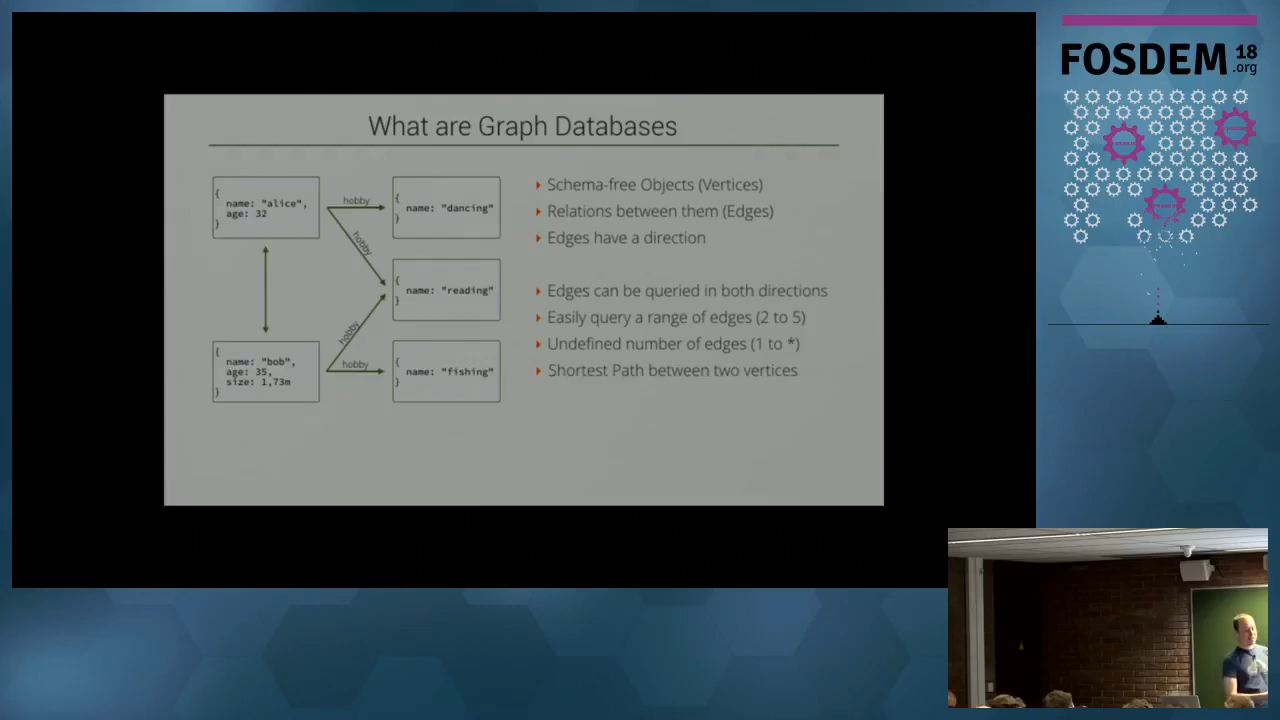 FOSDEM 18
.org
What are Graph Databases
{
name: "alice",
age: 32
}
hobby
{
name: "dancing"
}
hobby
{
name: "reading"
}
hobby
{
name: "bob",
age: 35,
size: 1,73m
}
hobby
{
name: "fishing"
}
Schema-free Objects (Vertices)
Relations between them (Edges)
Edges have a direction
Edges can be queried in both directions
Easily query a range of edges (2 to 5)
Undefined number of edges (1 to *)
Shortest Path between two vertices